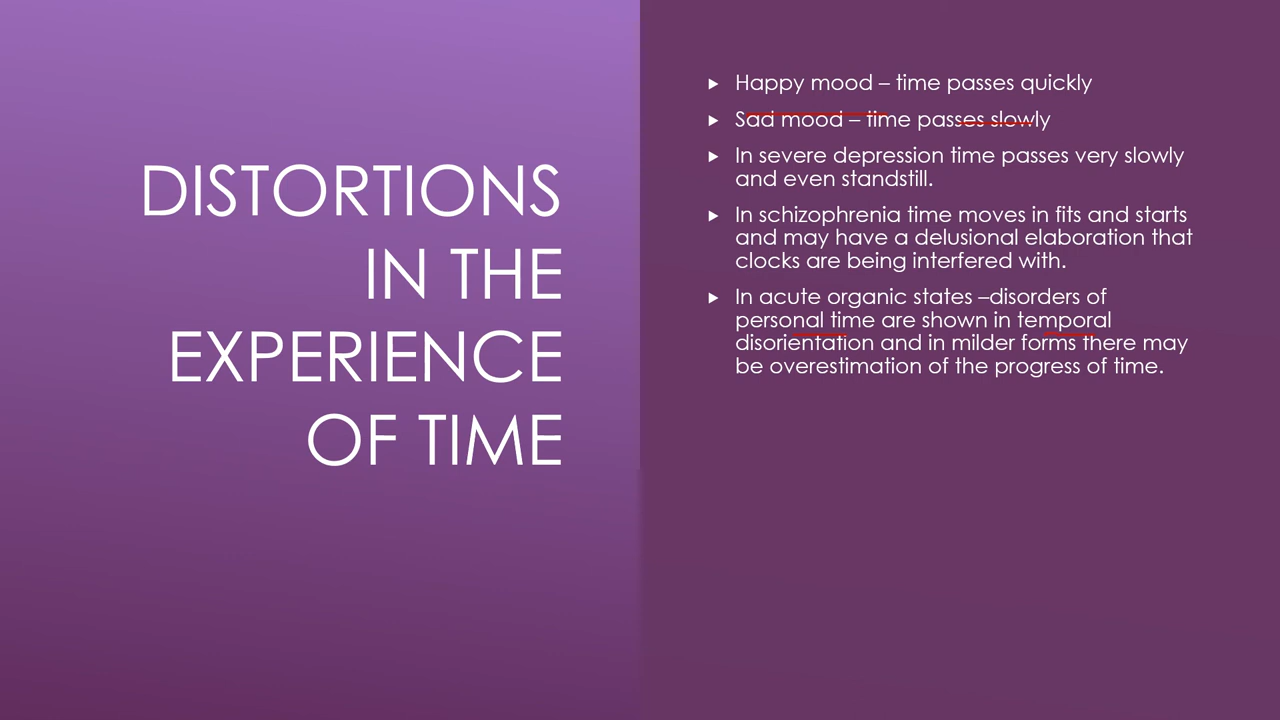 DISTORTIONS
IN THE
EXPERIENCE
OF TIME
Happy mood – time passes quickly
Sad mood – time passes slowly
In severe depression time passes very slowly
and even standstill.
In schizophrenia time moves in fits and starts
and may have a delusional elaboration that
clocks are being interfered with.
In acute organic states –disorders of
personal time are shown in temporal
disorientation and in milder forms there may
be overestimation of the progress of time.